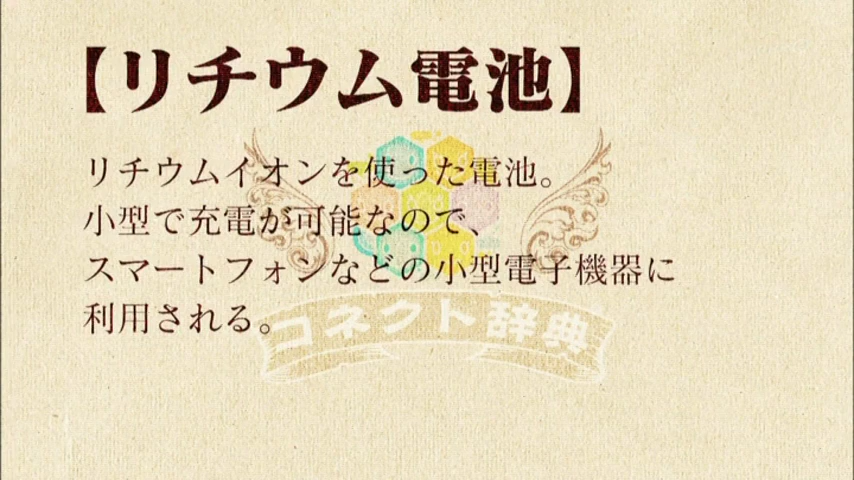 【リチウム電池】
リチウムイオンを使った電池。
小型で充電が可能なので、
スマートフォンなどの小型電子機器に
利用される。
コネクト辞典